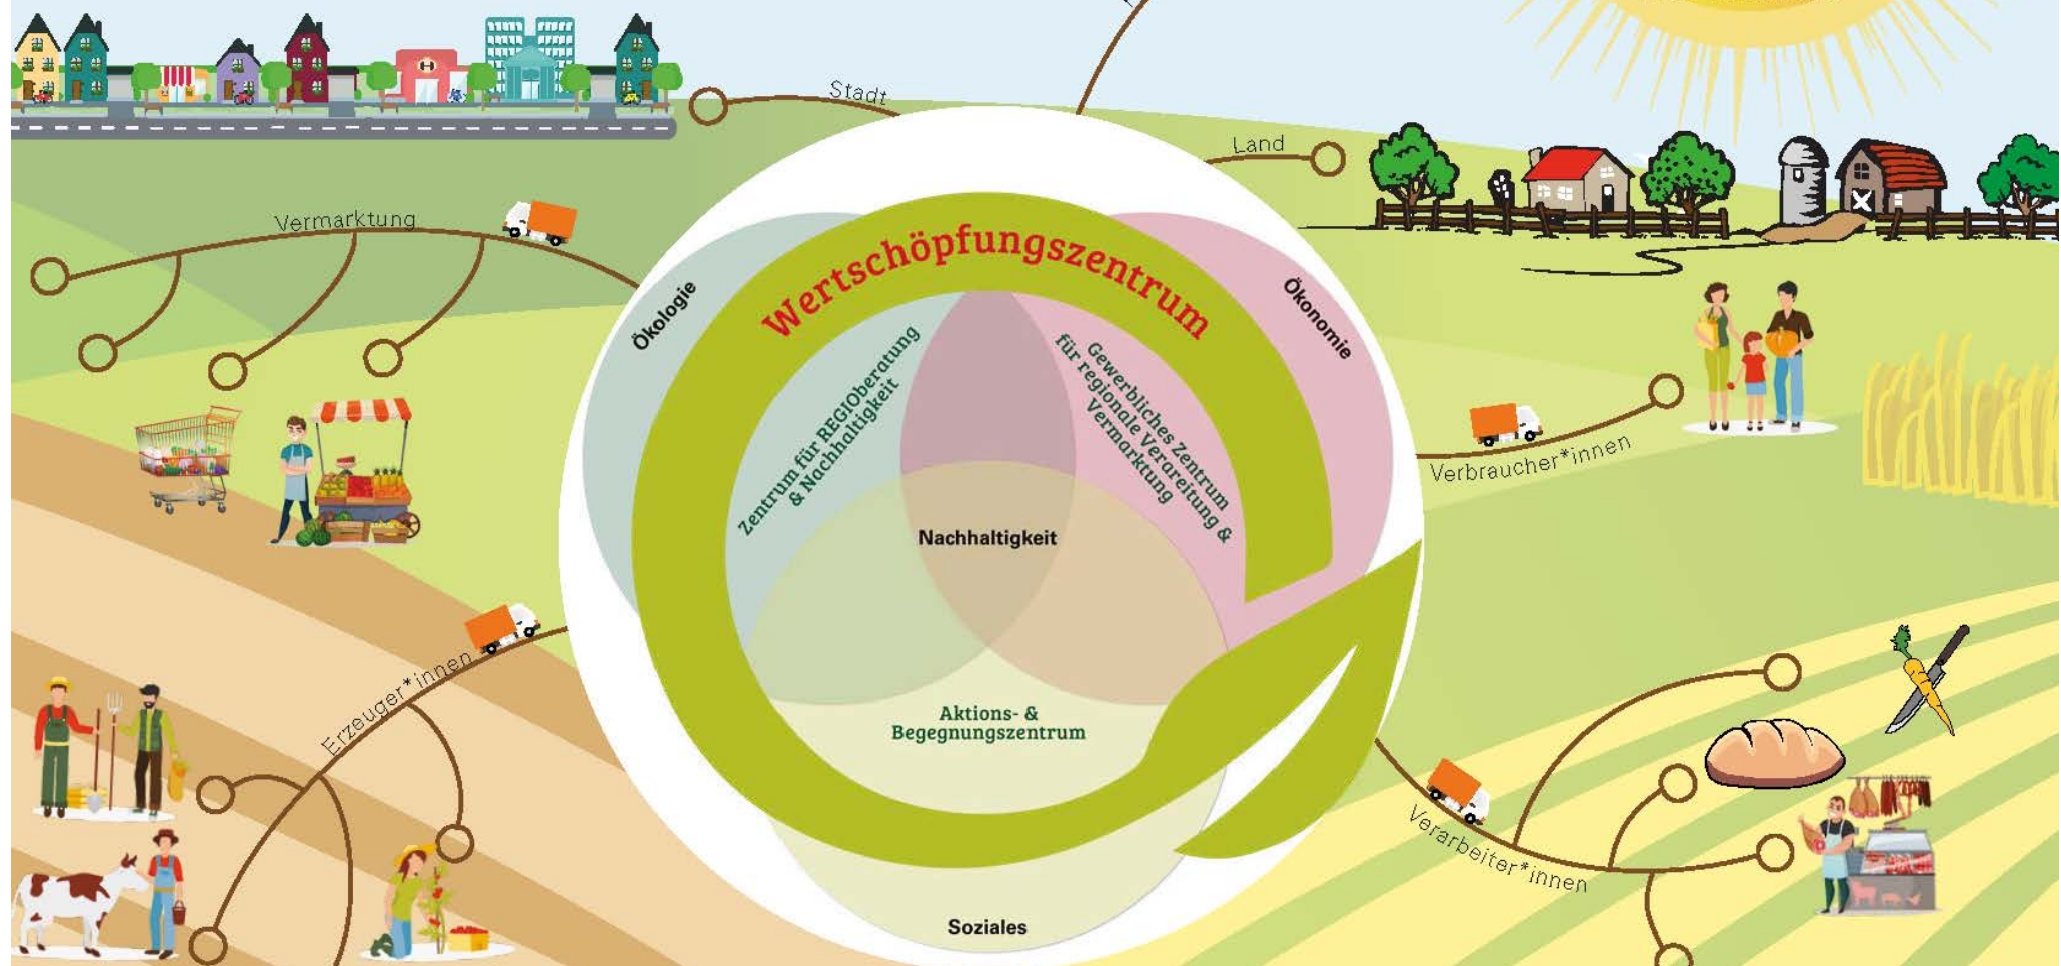 Stadt
Land
Vermarktung
Wertschöpfungszentrum
Ökologie
Ökonomie
Zentrum für REGIOberatung
& Nachhaltigkeit
Gewerbliches Zentrum
für regionale Verareitung &
Vermarktung
Verbraucher*innen
Nachhaltigkeit
Erzeuger*innen
Aktions- &
Begegnungszentrum
Verarbeiter*innen
Soziales
H